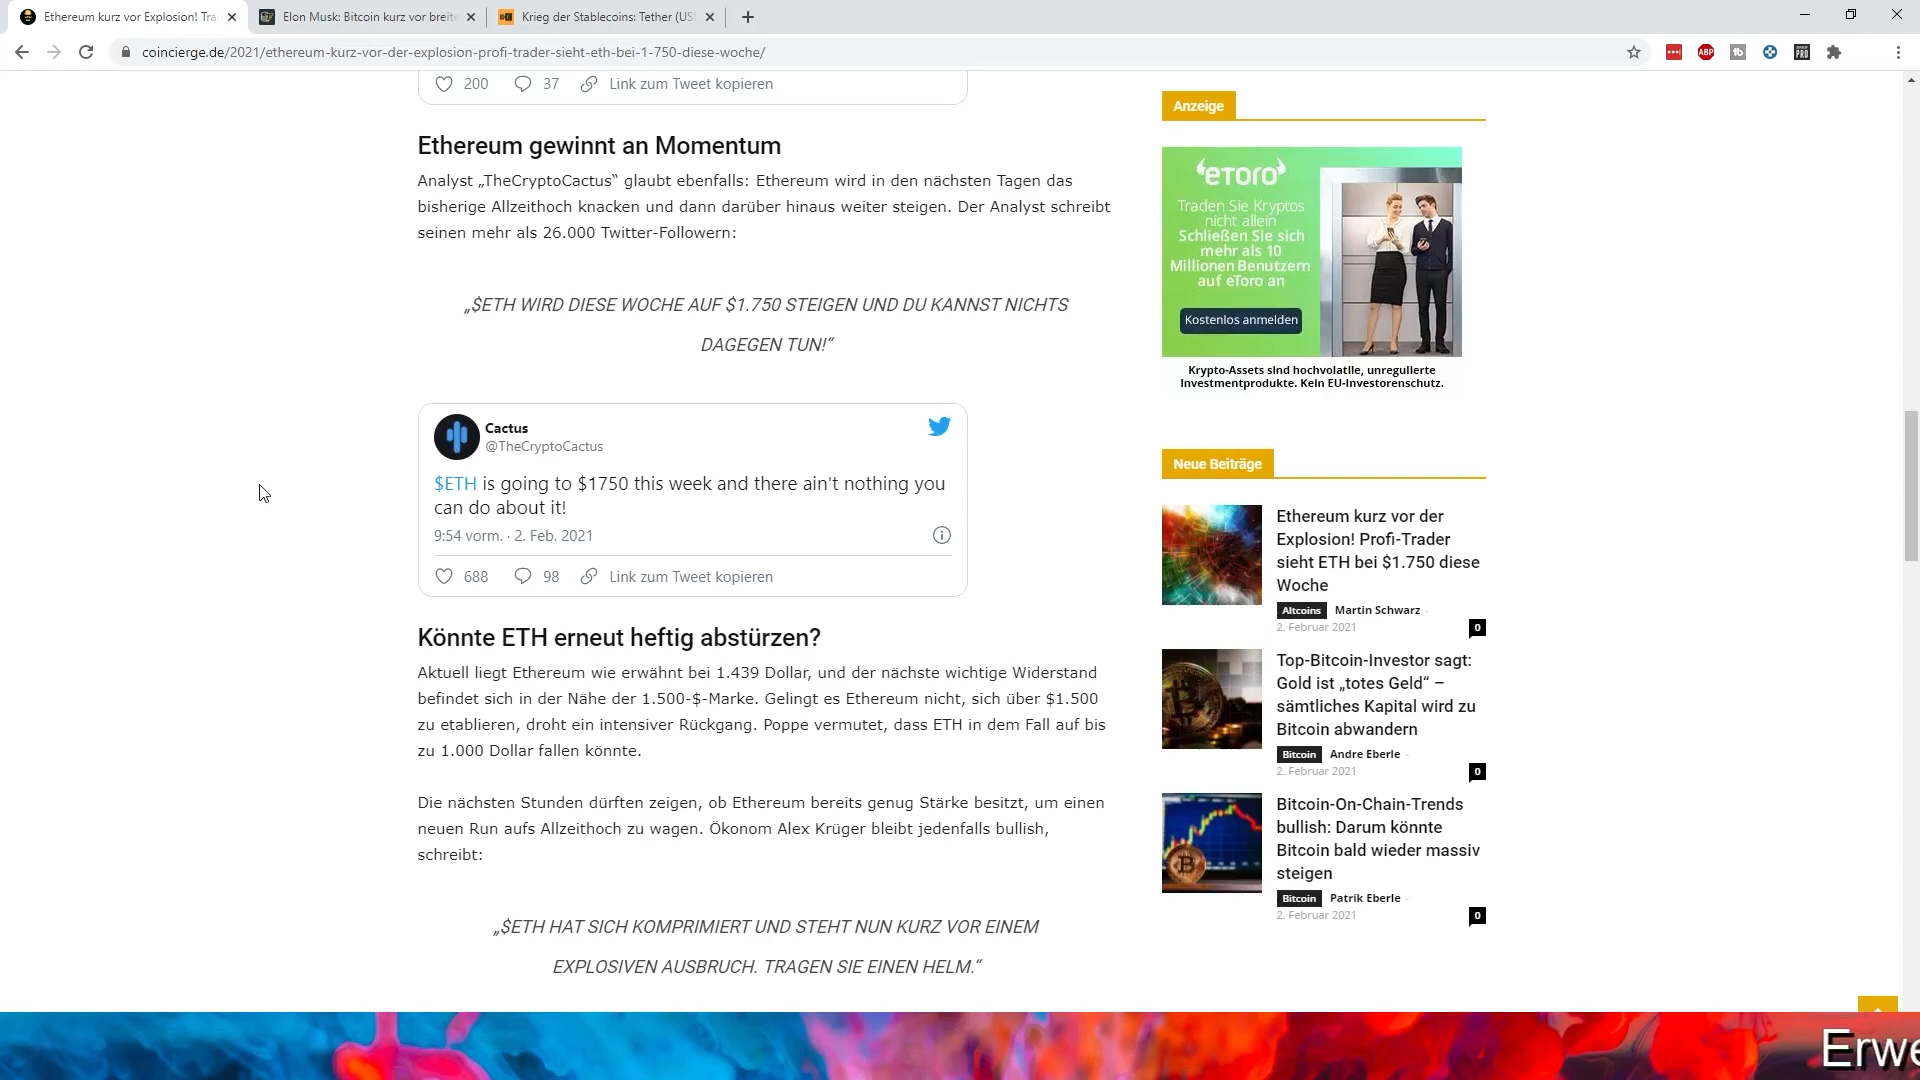 Ethereum kurz vor Explosion! Tra
Elon Musk: Bitcoin kurz vor breite
Krieg der Stablecoins: Tether (US
coincierge.de/2021/ethereum-kurz-vor-der-explosion-profi-trader-sieht-eth-bei-1-750-diese-woche/
ABP
PRO
200 37 Link zum Tweet kopieren
Ethereum gewinnt an Momentum
Analyst „TheCryptoCactus“ glaubt ebenfalls: Ethereum wird in den nächsten Tagen das
bisherige Allzeithoch knacken und dann darüber hinaus weiter steigen. Der Analyst schreibt
seinen mehr als 26.000 Twitter-Followern:
„$ETH WIRD DIESE WOCHE AUF $1.750 STEIGEN UND DU KANNST NICHTS
DAGEGEN TUN!“
Cactus
@TheCryptoCactus
$ETH is going to $1750 this week and there ain't nothing you
can do about it!
9:54 vorm. · 2. Feb. 2021
688 98 Link zum Tweet kopieren
Könnte ETH erneut heftig abstürzen?
Aktuell liegt Ethereum wie erwähnt bei 1.439 Dollar, und der nächste wichtige Widerstand
befindet sich in der Nähe der 1.500-$-Marke. Gelingt es Ethereum nicht, sich über $1.500
zu etablieren, droht ein intensiver Rückgang. Poppe vermutet, dass ETH in dem Fall auf bis
zu 1.000 Dollar fallen könnte.
Die nächsten Stunden dürften zeigen, ob Ethereum bereits genug Stärke besitzt, um einen
neuen Run aufs Allzeithoch zu wagen. Ökonom Alex Krüger bleibt jedenfalls bullish,
schreibt:
„$ETH HAT SICH KOMPRIMIERT UND STEHT NUN KURZ VOR EINEM
EXPLOSIVEN AUSBRUCH. TRAGEN SIE EINEN HELM.“
Anzeige
eToro
Traden Sie Kryptos
nicht allein
Schließen Sie sich
mehr als 10
Millionen Benutzern
auf eToro an
Kostenlos anmelden
Krypto-Assets sind hochvolatile, unregulierte
Investmentprodukte. Kein EU-Investorenschutz.
Neue Beiträge
Ethereum kurz vor der
Explosion! Profi-Trader
sieht ETH bei $1.750 diese
Woche
Altcoins Martin Schwarz -
2. Februar 2021 0
Top-Bitcoin-Investor sagt:
Gold ist „totes Geld“ –
sämtliches Kapital wird zu
Bitcoin abwandern
Bitcoin Andre Eberle -
2. Februar 2021 0
Bitcoin-On-Chain-Trends
bullish: Darum könnte
Bitcoin bald wieder massiv
steigen
Bitcoin Patrik Eberle -
2. Februar 2021 0
Erwe